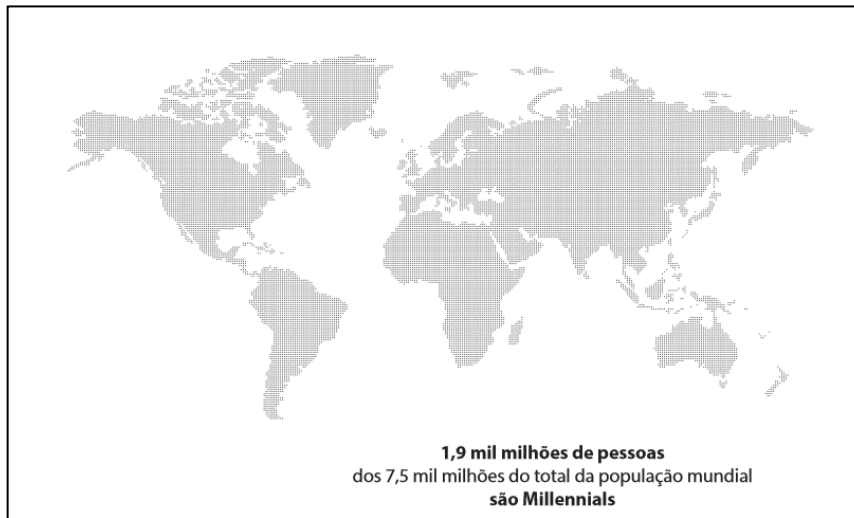 1,9 mil milhões de pessoas
dos 7,5 mil milhões do total da população mundial
são Millennials